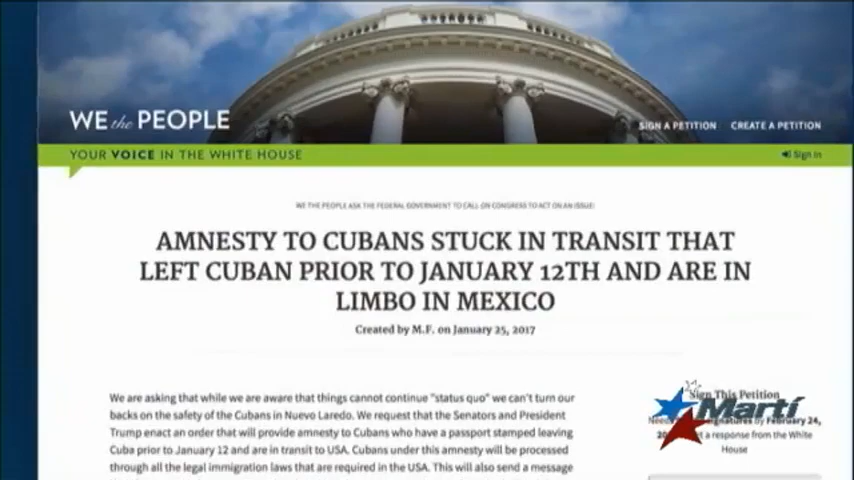 WE the PEOPLE
SIGN A PETITION CREATE A PETITION
YOUR VOICE IN THE WHITE HOUSE
Sign In
WE THE PEOPLE ASK THE FEDERAL GOVERNMENT TO CALL ON CONGRESS TO ACT ON AN ISSUE:
AMNESTY TO CUBANS STUCK IN TRANSIT THAT
LEFT CUBAN PRIOR TO JANUARY 12TH AND ARE IN
LIMBO IN MEXICO
Created by M.F. on January 25, 2017
We are asking that while we are aware that things cannot continue "status quo" we can't turn our
backs on the safety of the Cubans in Nuevo Laredo. We request that the Senators and President
Trump enact an order that will provide amnesty to Cubans who have a passport stamped leaving
Cuba prior to January 12 and are in transit to USA. Cubans under this amnesty will be processed
through all the legal immigration laws that are required in the USA. This will also send a message
Sign This Petition
signatures by February 24,
a response from the White
House
Martí